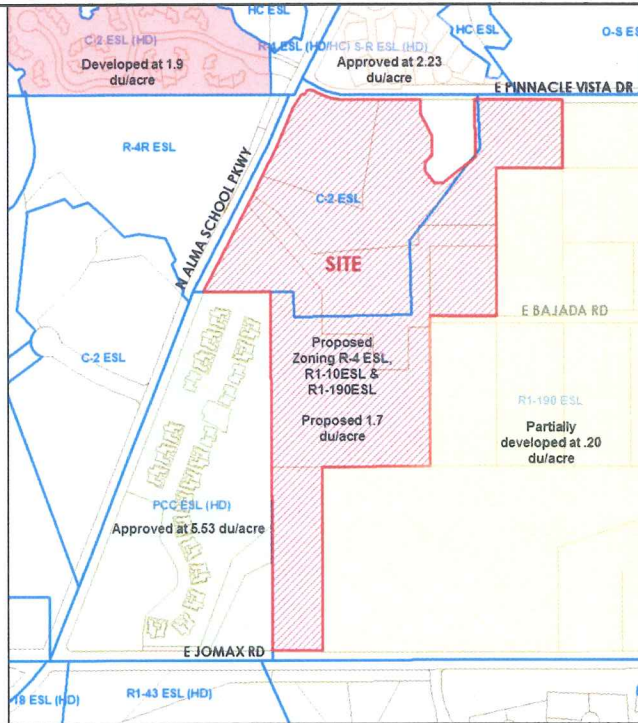 HC ESL
C-2 ESL (HD)
Developed at 1.9
du/acre
R-4 ESL (HD/HC) S-R ESL (HD)
Approved at 2.23
du/acre
HC ESL
O-S ES
E PINNACLE VISTA DR
R-4R ESL
N ALMA SCHOOL PKWY
C-2 ESL
SITE
E BAJADA RD
Proposed
Zoning R-4 ESL,
R1-10ESL &
R1-190ESL
Proposed 1.7
du/acre
C-2 ESL
R1-190 ESL
Partially
developed at .20
du/acre
PCC ESL (HD)
Approved at 5.53 du/acre
E JOMAX RD
18 ESL (HD)
R1-43 ESL (HD)